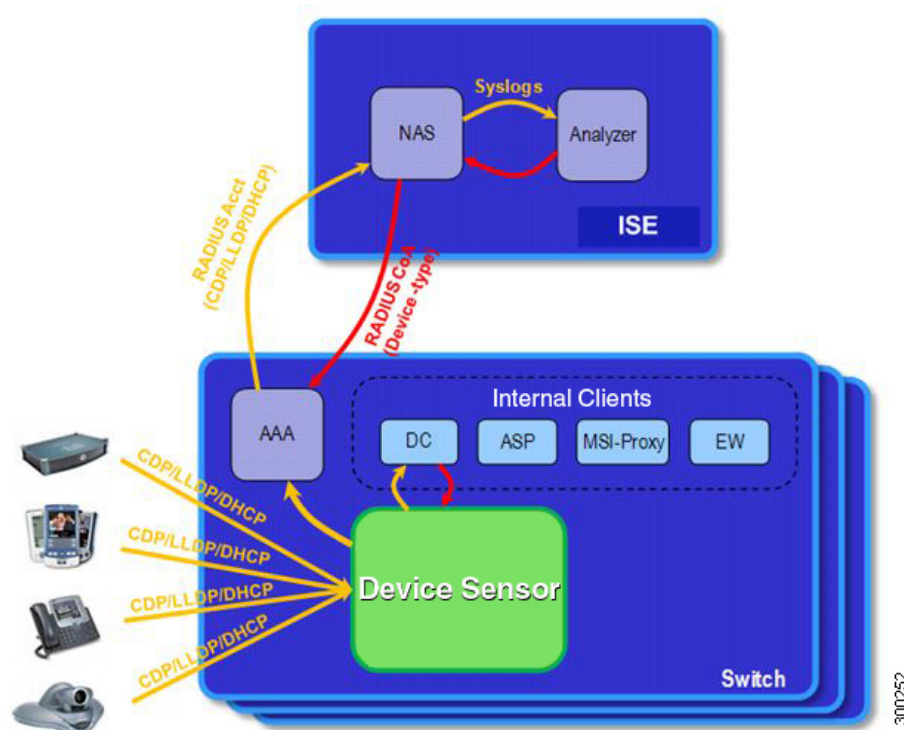 Syslogs
NAS
Analyzer
ISE
RADIUS Acct
(CDP/LLDP/DHCP)
RADIUS CoA
(Device -type)
Internal Clients
AAA
DC
ASP
MSI-Proxy
EW
CDP/LLDP/DHCP
CDP/LLDP/DHCP
CDP/LLDP/DHCP
CDP/LLDP/DHCP
Device Sensor
Switch
300252